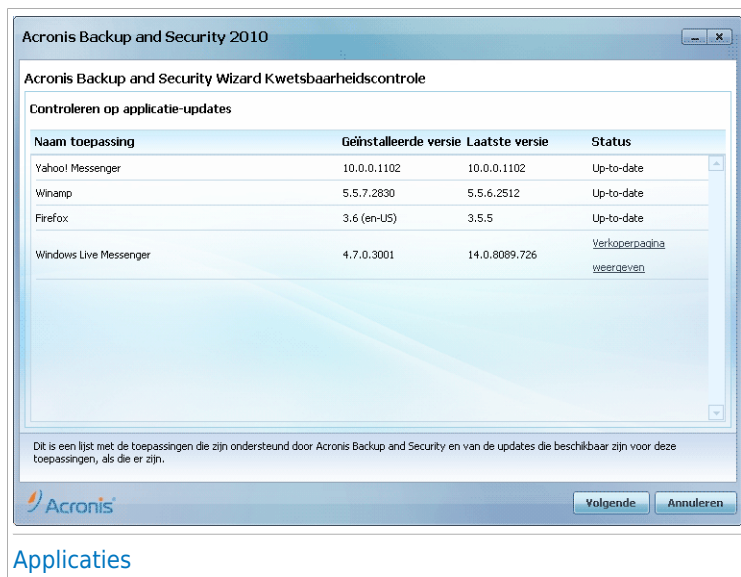 Acronis Backup and Security 2010
Acronis Backup and Security Wizard Kwetsbaarheidscontrole
Controleren op applicatie-updates
Naam toepassing Geïnstalleerde versie Laatste versie Status
Yahoo! Messenger 10.0.0.1102 10.0.0.1102 Up-to-date
Winamp 5.5.7.2830 5.5.6.2512 Up-to-date
Firefox 3.6 (en-US) 3.5.5 Up-to-date
Windows Live Messenger 4.7.0.3001 14.0.8089.726 Verkoperpagina
weergeven
Dit is een lijst met de toepassingen die zijn ondersteund door Acronis Backup and Security en van de updates die beschikbaar zijn voor deze
toepassingen, als die er zijn.
Acronis Volgende Annuleren
Applicaties